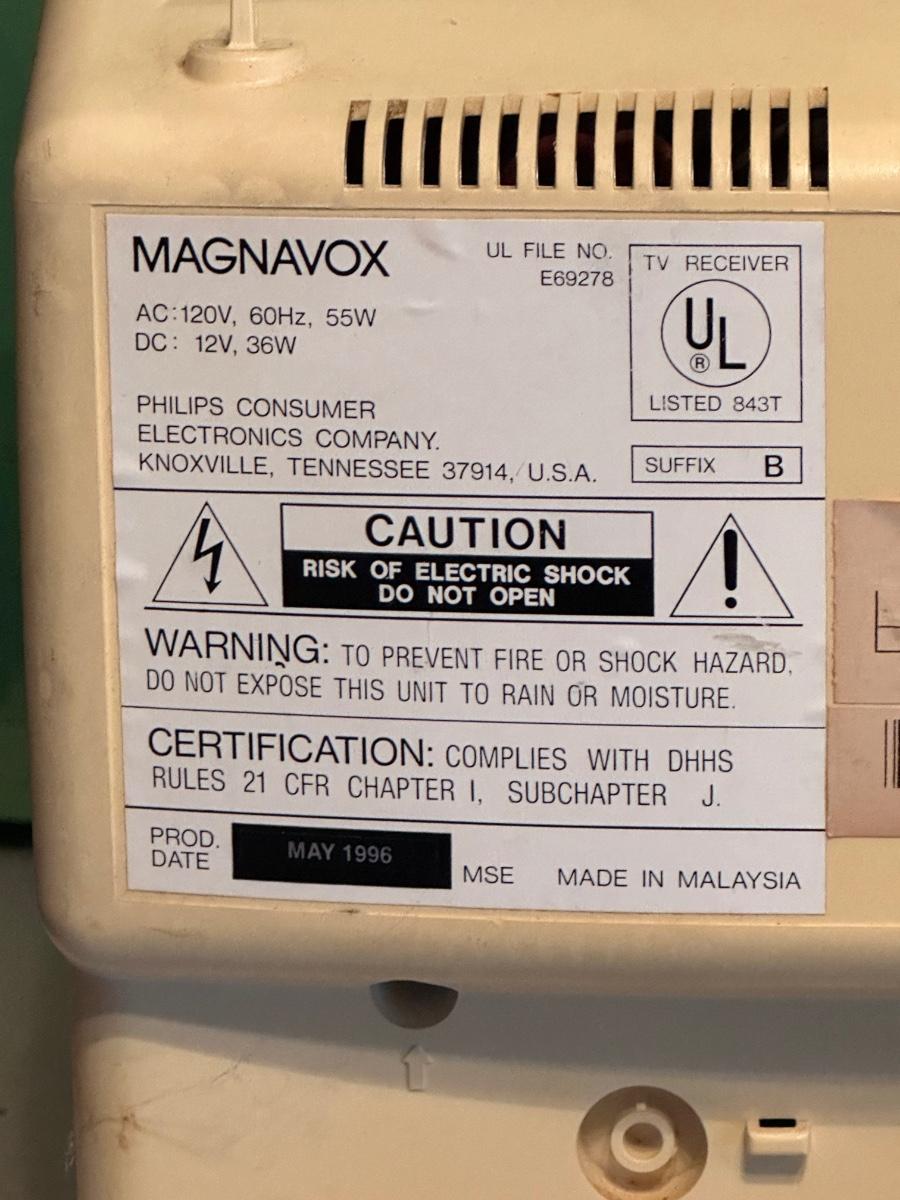 MAGNAVOX
UL FILE NO.
E69278
TV RECEIVER
UL
®
LISTED 843T
AC:120V, 60Hz, 55W
DC: 12V, 36W
PHILIPS CONSUMER
ELECTRONICS COMPANY.
KNOXVILLE, TENNESSEE 37914, U.S.A.
SUFFIX B
CAUTION
RISK OF ELECTRIC SHOCK
DO NOT OPEN
WARNING: TO PREVENT FIRE OR SHOCK HAZARD,
DO NOT EXPOSE THIS UNIT TO RAIN OR MOISTURE.
CERTIFICATION: COMPLIES WITH DHHS
RULES 21 CFR CHAPTER I, SUBCHAPTER J.
PROD.
DATE
MAY 1996
MSE
MADE IN MALAYSIA